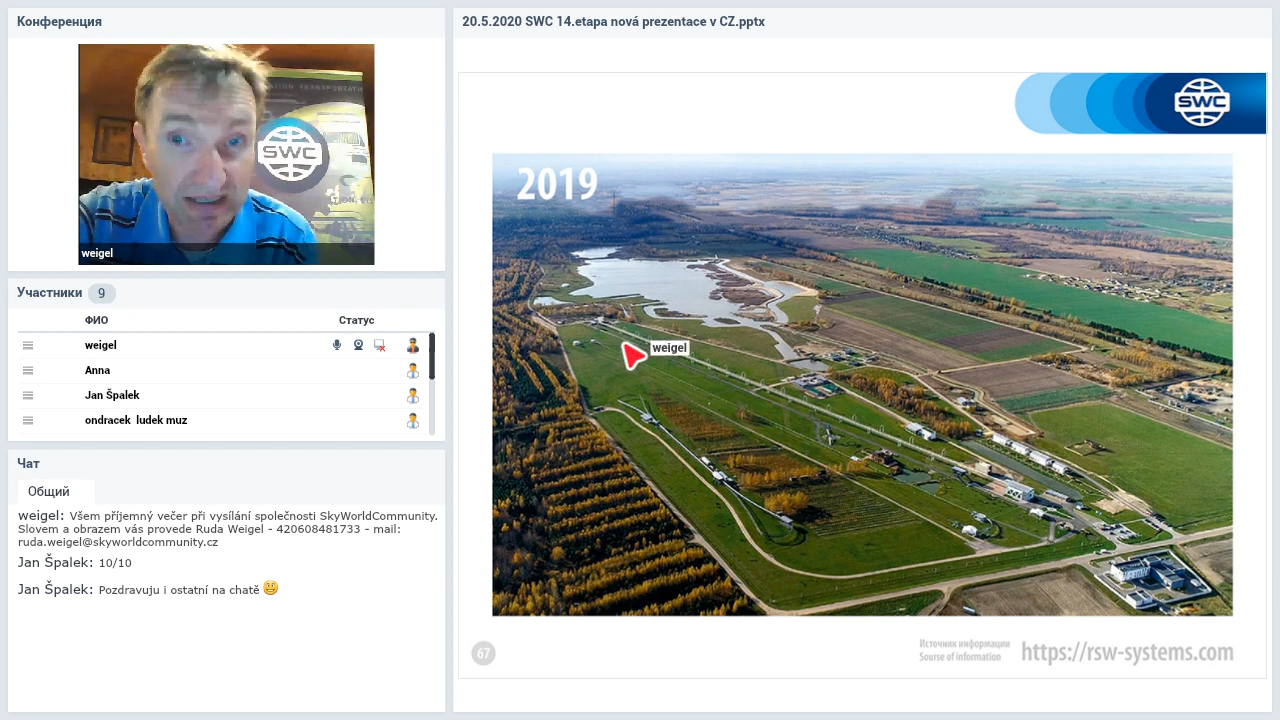 Конференция
SWC
weigel
Участники 9
ФИО Статус
weigel
Anna
Jan Špalek
ondracek ludek muz
Чат
Общий
weigel: Všem příjemný večer při vysílání společnosti SkyWorldCommunity.
Slovem a obrazem vás provede Ruda Weigel - 420608481733 - mail:
ruda.weigel@skyworldcommunity.cz
Jan Špalek: 10/10
Jan Špalek: Pozdravuju i ostatní na chatě
20.5.2020 SWC 14.etapa nová prezentace v CZ.pptx
SWC
2019
weigel
67
Источник информации
Sourse of information
https://rsw-systems.com